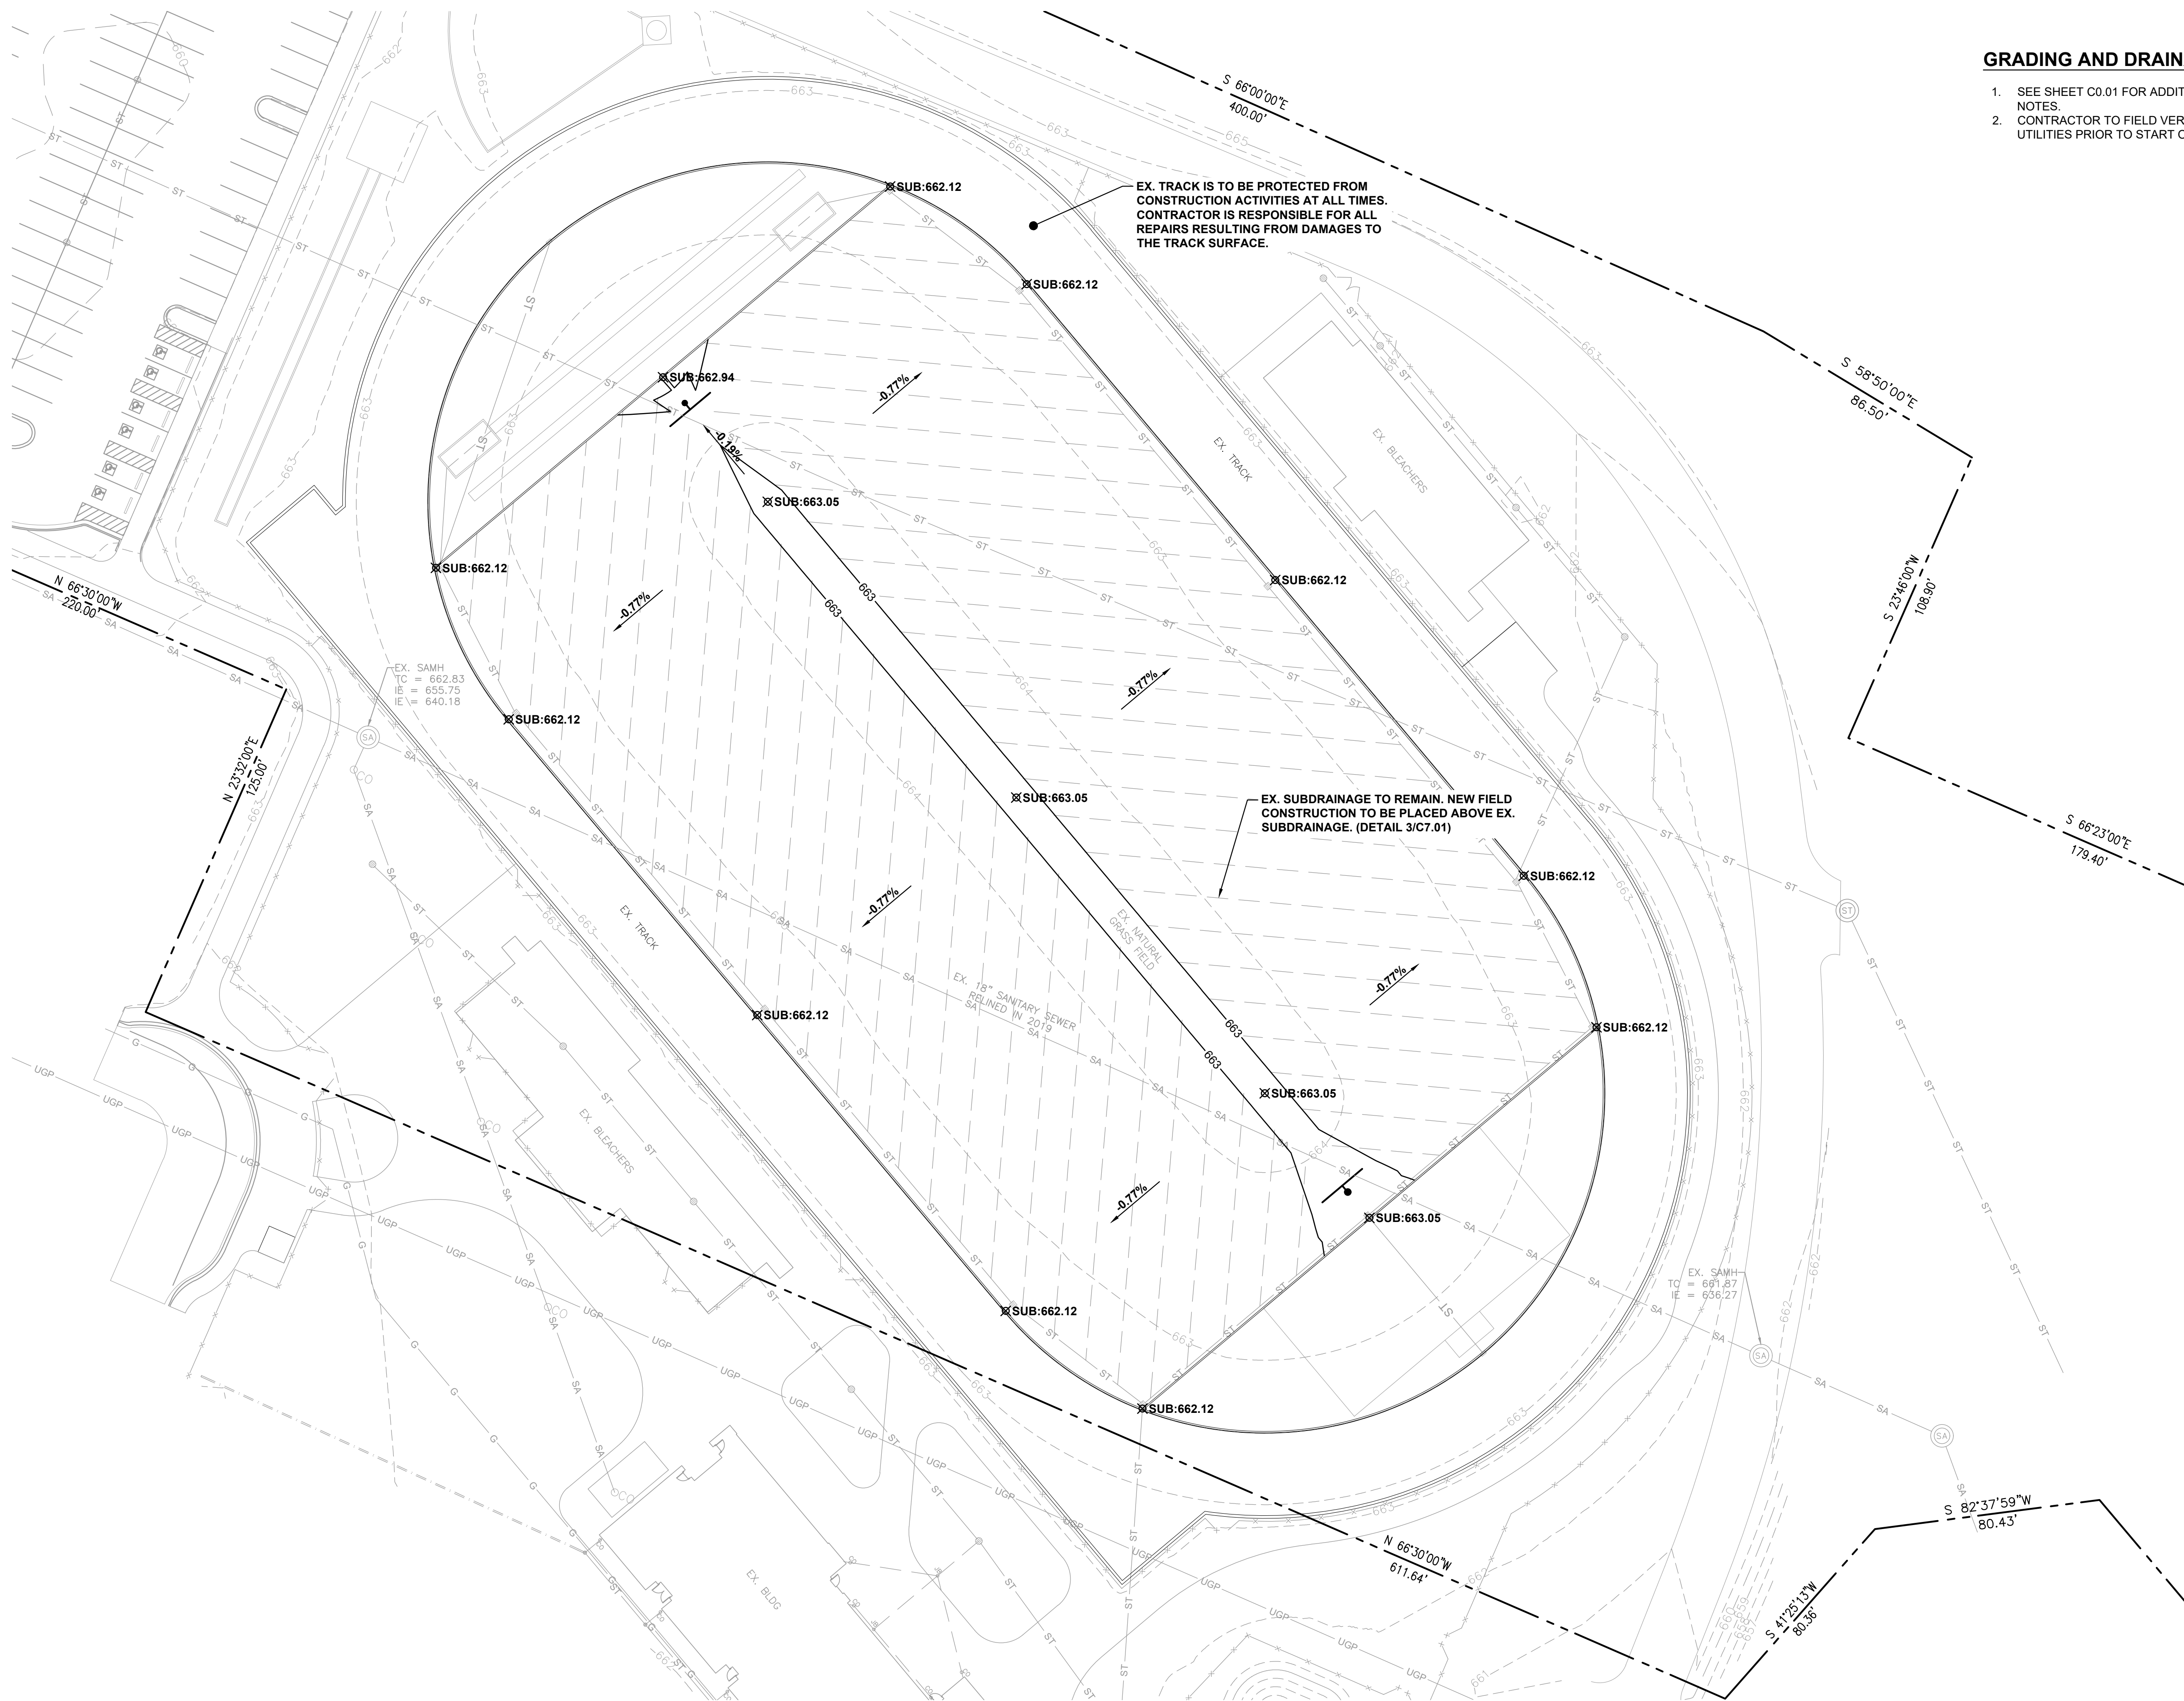 GRADING AND DRAIN
1. SEE SHEET C0.01 FOR ADDIT
NOTES.
2. CONTRACTOR TO FIELD VER
UTILITIES PRIOR TO START
S 66°00'00"E
400.00'
EX. TRACK IS TO BE PROTECTED FROM
CONSTRUCTION ACTIVITIES AT ALL TIMES.
CONTRACTOR IS RESPONSIBLE FOR ALL
REPAIRS RESULTING FROM DAMAGES TO
THE TRACK SURFACE.
SUB:662.12
SUB:662.12
SUB:662.94
-0.77%
-0.19%
S 58°50'00"E
86.50'
EX. TRACK
EX. BLEACHERS
SUB:663.05
SUB:662.12
SUB:662.12
663
663
-0.77%
N 66°30'00"W
220.00'
S 23°46'00"W
108.90'
EX. SAMH
TC = 662.83
IE = 655.75
IE = 640.18
-0.77%
SUB:662.12
N 23°32'00"E
125.00'
SUB:663.05
EX. SUBDRAINAGE TO REMAIN. NEW FIELD
CONSTRUCTION TO BE PLACED ABOVE EX.
SUBDRAINAGE. (DETAIL 3/C7.01)
S 66°23'00"E
179.40'
SUB:662.12
-0.77%
EX. TRACK
EX. NATURAL
GRASS FIELD
-0.77%
EX. 18" SANITARY SEWER
RELINED IN 2019
SUB:662.12
SUB:662.12
663
663
SUB:663.05
EX. BLEACHERS
-0.77%
SUB:663.05
EX. SAMH
TC = 661.87
IE = 636.27
SUB:662.12
SUB:662.12
S 82°37'59"W
80.43'
N 66°30'00"W
611.64'
S 41°25'13"W
80.36'
EX. BLDG